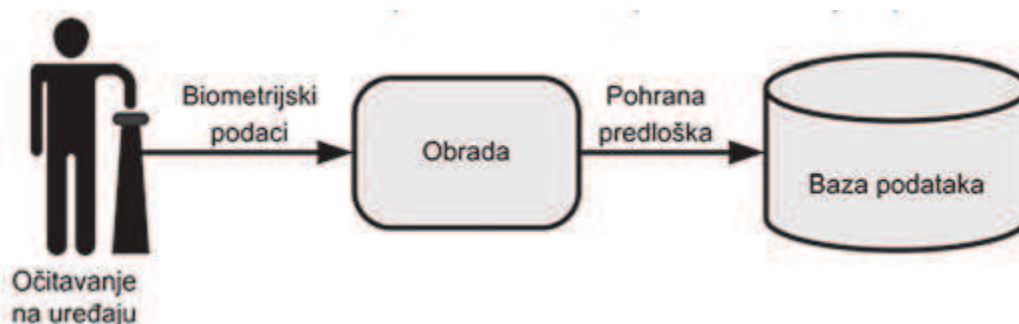 Biometrijski
podaci
Obrada
Pohrana
predloška
Baza podataka
Očitavanje
na uređaju